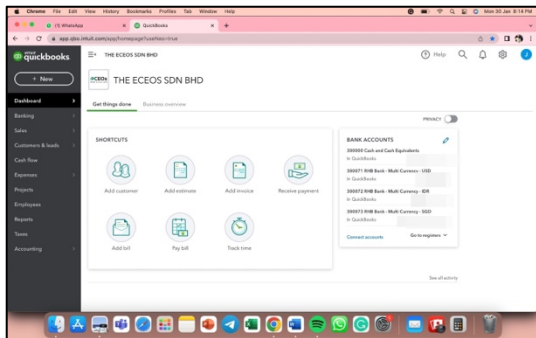 Chrome File Edit View History Bookmarks Profiles Tab Window Help
Mon 30 Jan 8:14 PM
(1) WhatsApp
QuickBooks
app.qbo.intuit.com/app/homepage?
intuit quickbooks
THE ECEOS SDN BHD
Help
J
+ New
THE ECEOS SDN BHD
Get things done Business overview
PRIVACY
Dashboard
Banking
Sales
Customers & leads
Cash flow
Expenses
Projects
Employees
Reports
Taxes
Accounting
SHORTCUTS
Add customer
Add estimate
Add invoice
Receive payment
Add bill
Pay bill
Track time
BANK ACCOUNTS
Cash and Cash Equivalents
In QuickBooks
300071 RHB Bank - Multi Currency - USD
In QuickBooks
300072 RHB Bank - Multi Currency - IDR
In QuickBooks
300073 RHB Bank - Multi Currency - SGD
In QuickBooks
Connect accounts Go to registers
See all activity